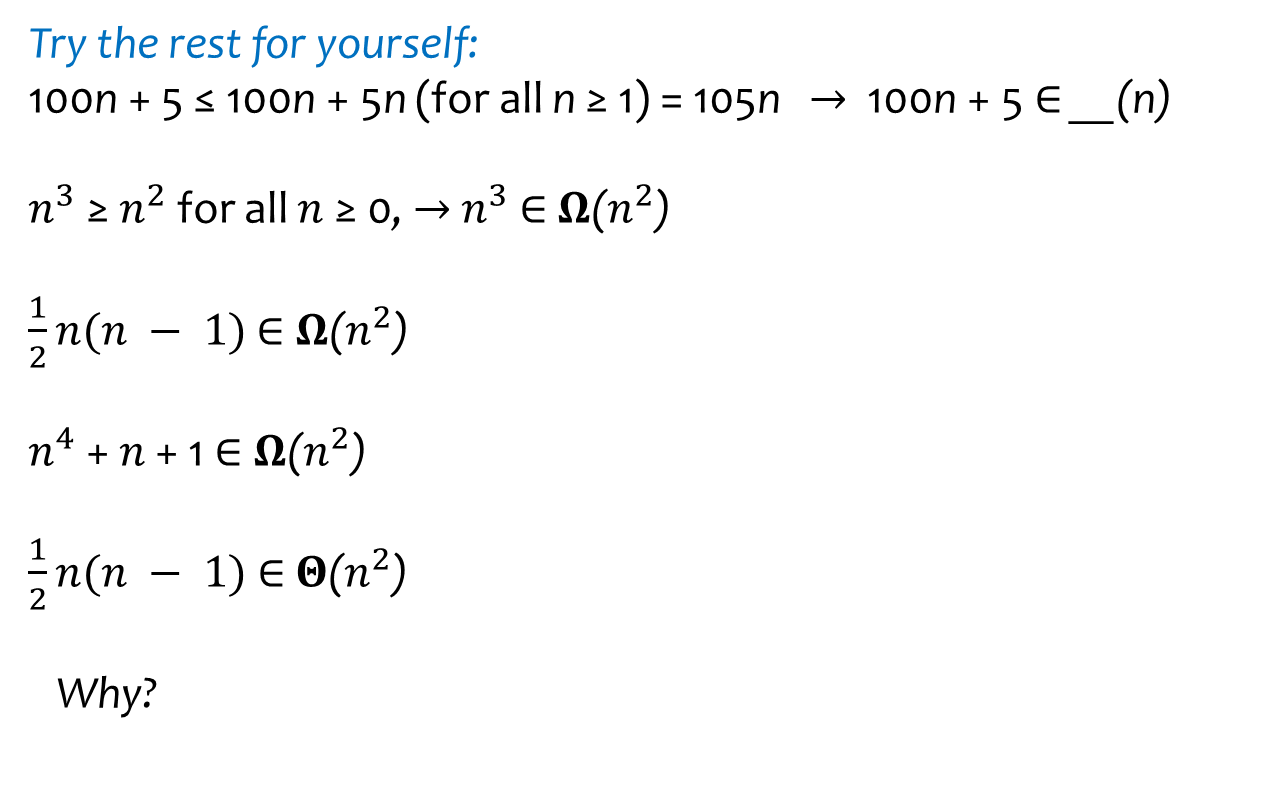 Try the rest for yourself:
100n + 5 ≤ 100n + 5n (for all n ≥ 1) = 105n → 100n + 5 ∈ __(n)
n³ ≥ n² for all n ≥ 0, → n³ ∈ Ω(n²)
½n(n − 1) ∈ Ω(n²)
n⁴ + n + 1 ∈ Ω(n²)
½n(n − 1) ∈ Θ(n²)
Why?